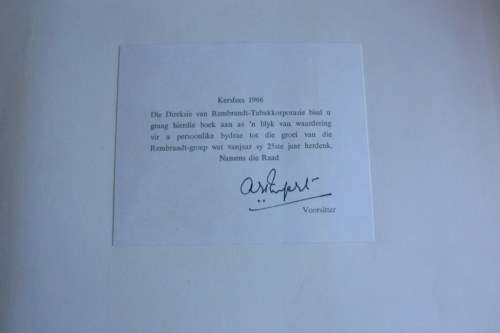 Kersfees 1966
Die Direksie van Rembrandt-Tabakkorporasie bied u
graag hierdie boek aan as 'n blyk van waardering
vir u persoonlike bydrae tot die groei van die
Rembrandt-groep wat vanjaar sy 25ste jaar herdenk.
Namens die Raad
Voorsitter